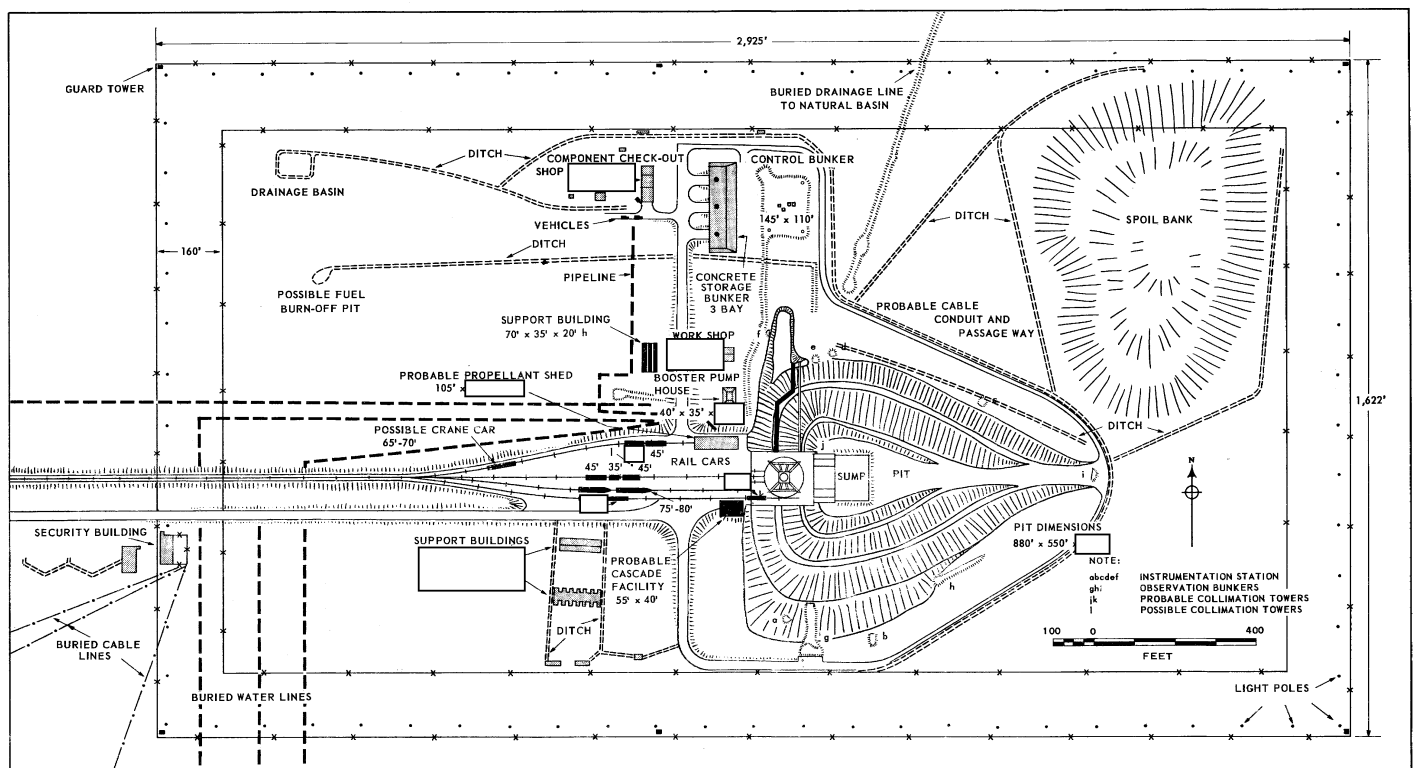 2,925'
GUARD TOWER
BURIED DRAINAGE LINE
TO NATURAL BASIN
DITCH
COMPONENT CHECK-OUT
SHOP
CONTROL BUNKER
DRAINAGE BASIN
145' x 110'
VEHICLES
DITCH
SPOIL BANK
160'
DITCH
PIPELINE
CONCRETE
STORAGE
BUNKER
3 BAY
POSSIBLE FUEL
BURN-OFF PIT
PROBABLE CABLE
CONDUIT AND
PASSAGE WAY
SUPPORT BUILDING
70' x 35' x 20' h
WORK SHOP
f
e
d
PROBABLE PROPELLANT SHED
105' x
BOOSTER PUMP
HOUSE
40' x 35' x
c
1,622'
POSSIBLE CRANE CAR
65'-70'
DITCH
45'
j
RAIL CARS
45' 35' 45'
SUMP
PIT
i
N
75'-80'
SECURITY BUILDING
SUPPORT BUILDINGS
PIT DIMENSIONS
880' x 550'
PROBABLE
CASCADE
FACILITY
55' x 40'
NOTE:
abcdef INSTRUMENTATION STATION
ghi OBSERVATION BUNKERS
jk PROBABLE COLLIMATION TOWERS
l POSSIBLE COLLIMATION TOWERS
h
a
g
b
DITCH
100 0 400
FEET
BURIED CABLE
LINES
BURIED WATER LINES
LIGHT POLES